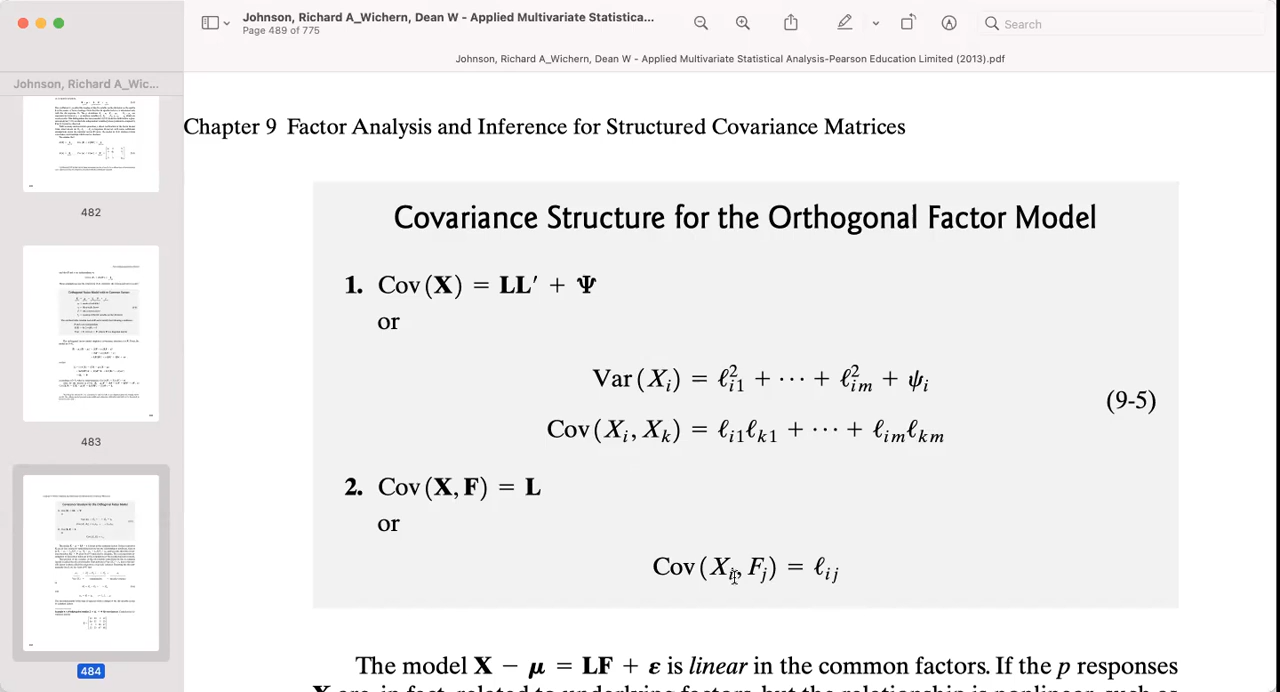 Johnson, Richard A_Wichern, Dean W - Applied Multivariate Statistica...
Page 489 of 775
Search
Johnson, Richard A_Wichern, Dean W - Applied Multivariate Statistical Analysis-Pearson Education Limited (2013).pdf
Johnson, Richard A_Wic...
482
483
484
Chapter 9 Factor Analysis and Inference for Structured Covariance Matrices
Covariance Structure for the Orthogonal Factor Model
1. Cov(X) = LL′ + Ψ
or
Var(Xᵢ) = ℓ²ᵢ₁ + ··· + ℓ²ᵢₘ + ψᵢ
(9-5)
Cov(Xᵢ, Xₖ) = ℓᵢ₁ℓₖ₁ + ··· + ℓᵢₘℓₖₘ
2. Cov(X, F) = L
or
Cov(Xᵢ, Fⱼ) = ℓᵢⱼ
The model X − μ = LF + ε is linear in the common factors. If the p responses